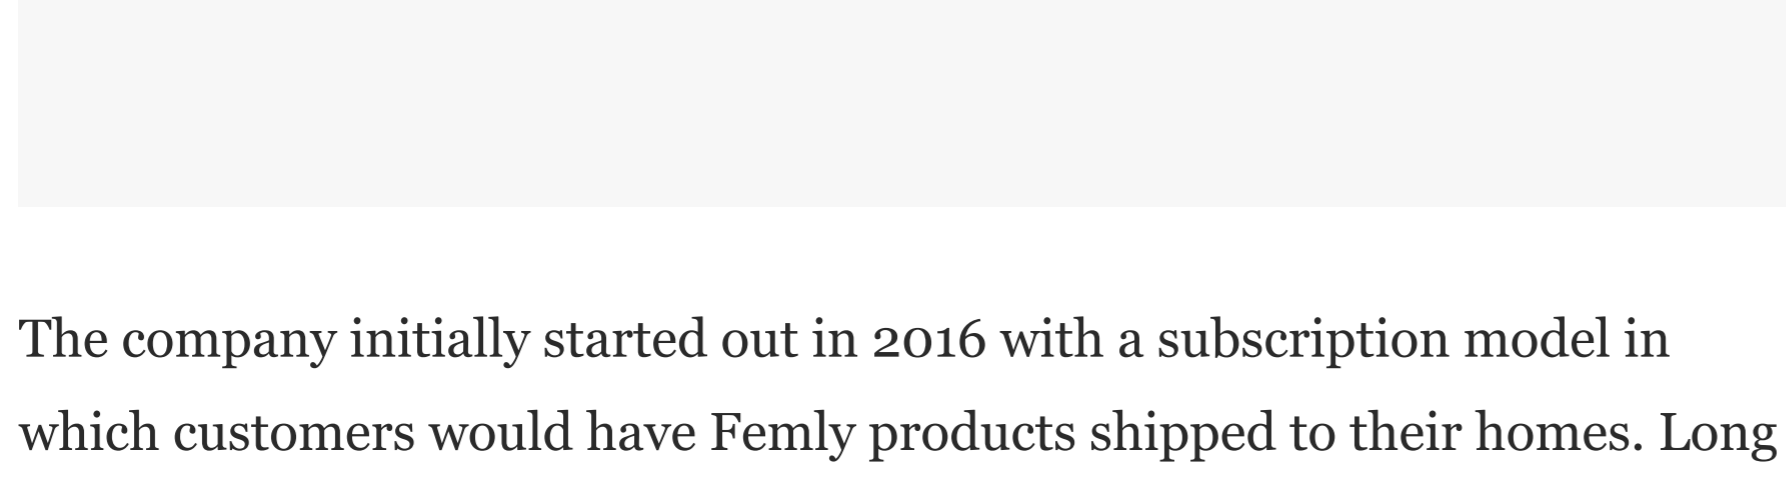 The company initially started out in 2016 with a subscription model in
which customers would have Femly products shipped to their homes. Long